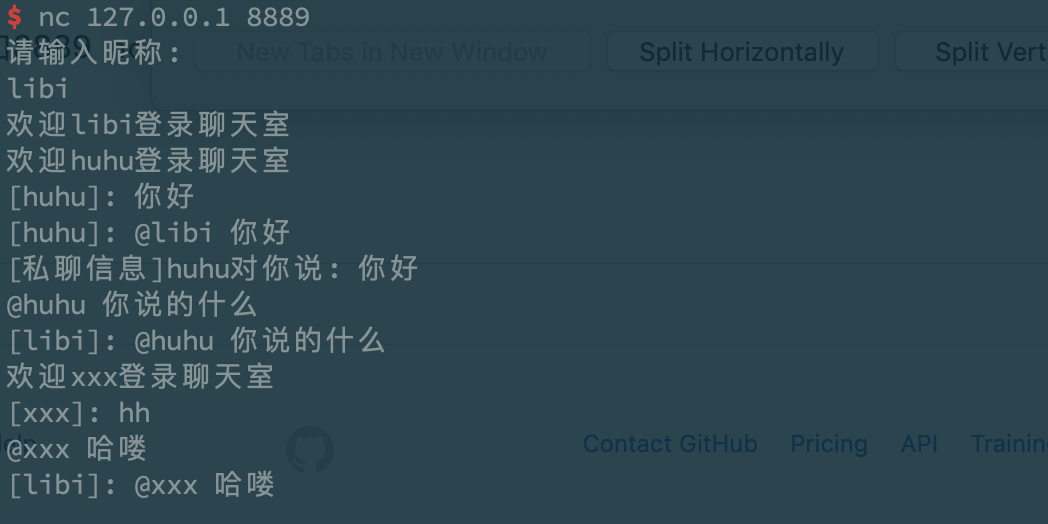 $ nc 127.0.0.1 8889
请输入昵称:
New Tabs in New Window
Split Horizontally
Split Vert
libi
欢迎libi登录聊天室
欢迎huhu登录聊天室
[huhu]: 你好
[huhu]: @libi 你好
[私聊信息]huhu对你说: 你好
@huhu 你说的什么
[libi]: @huhu 你说的什么
欢迎xxx登录聊天室
[xxx]: hh
@xxx 哈喽
Contact GitHub
Pricing
API
Trainin
[libi]: @xxx 哈喽